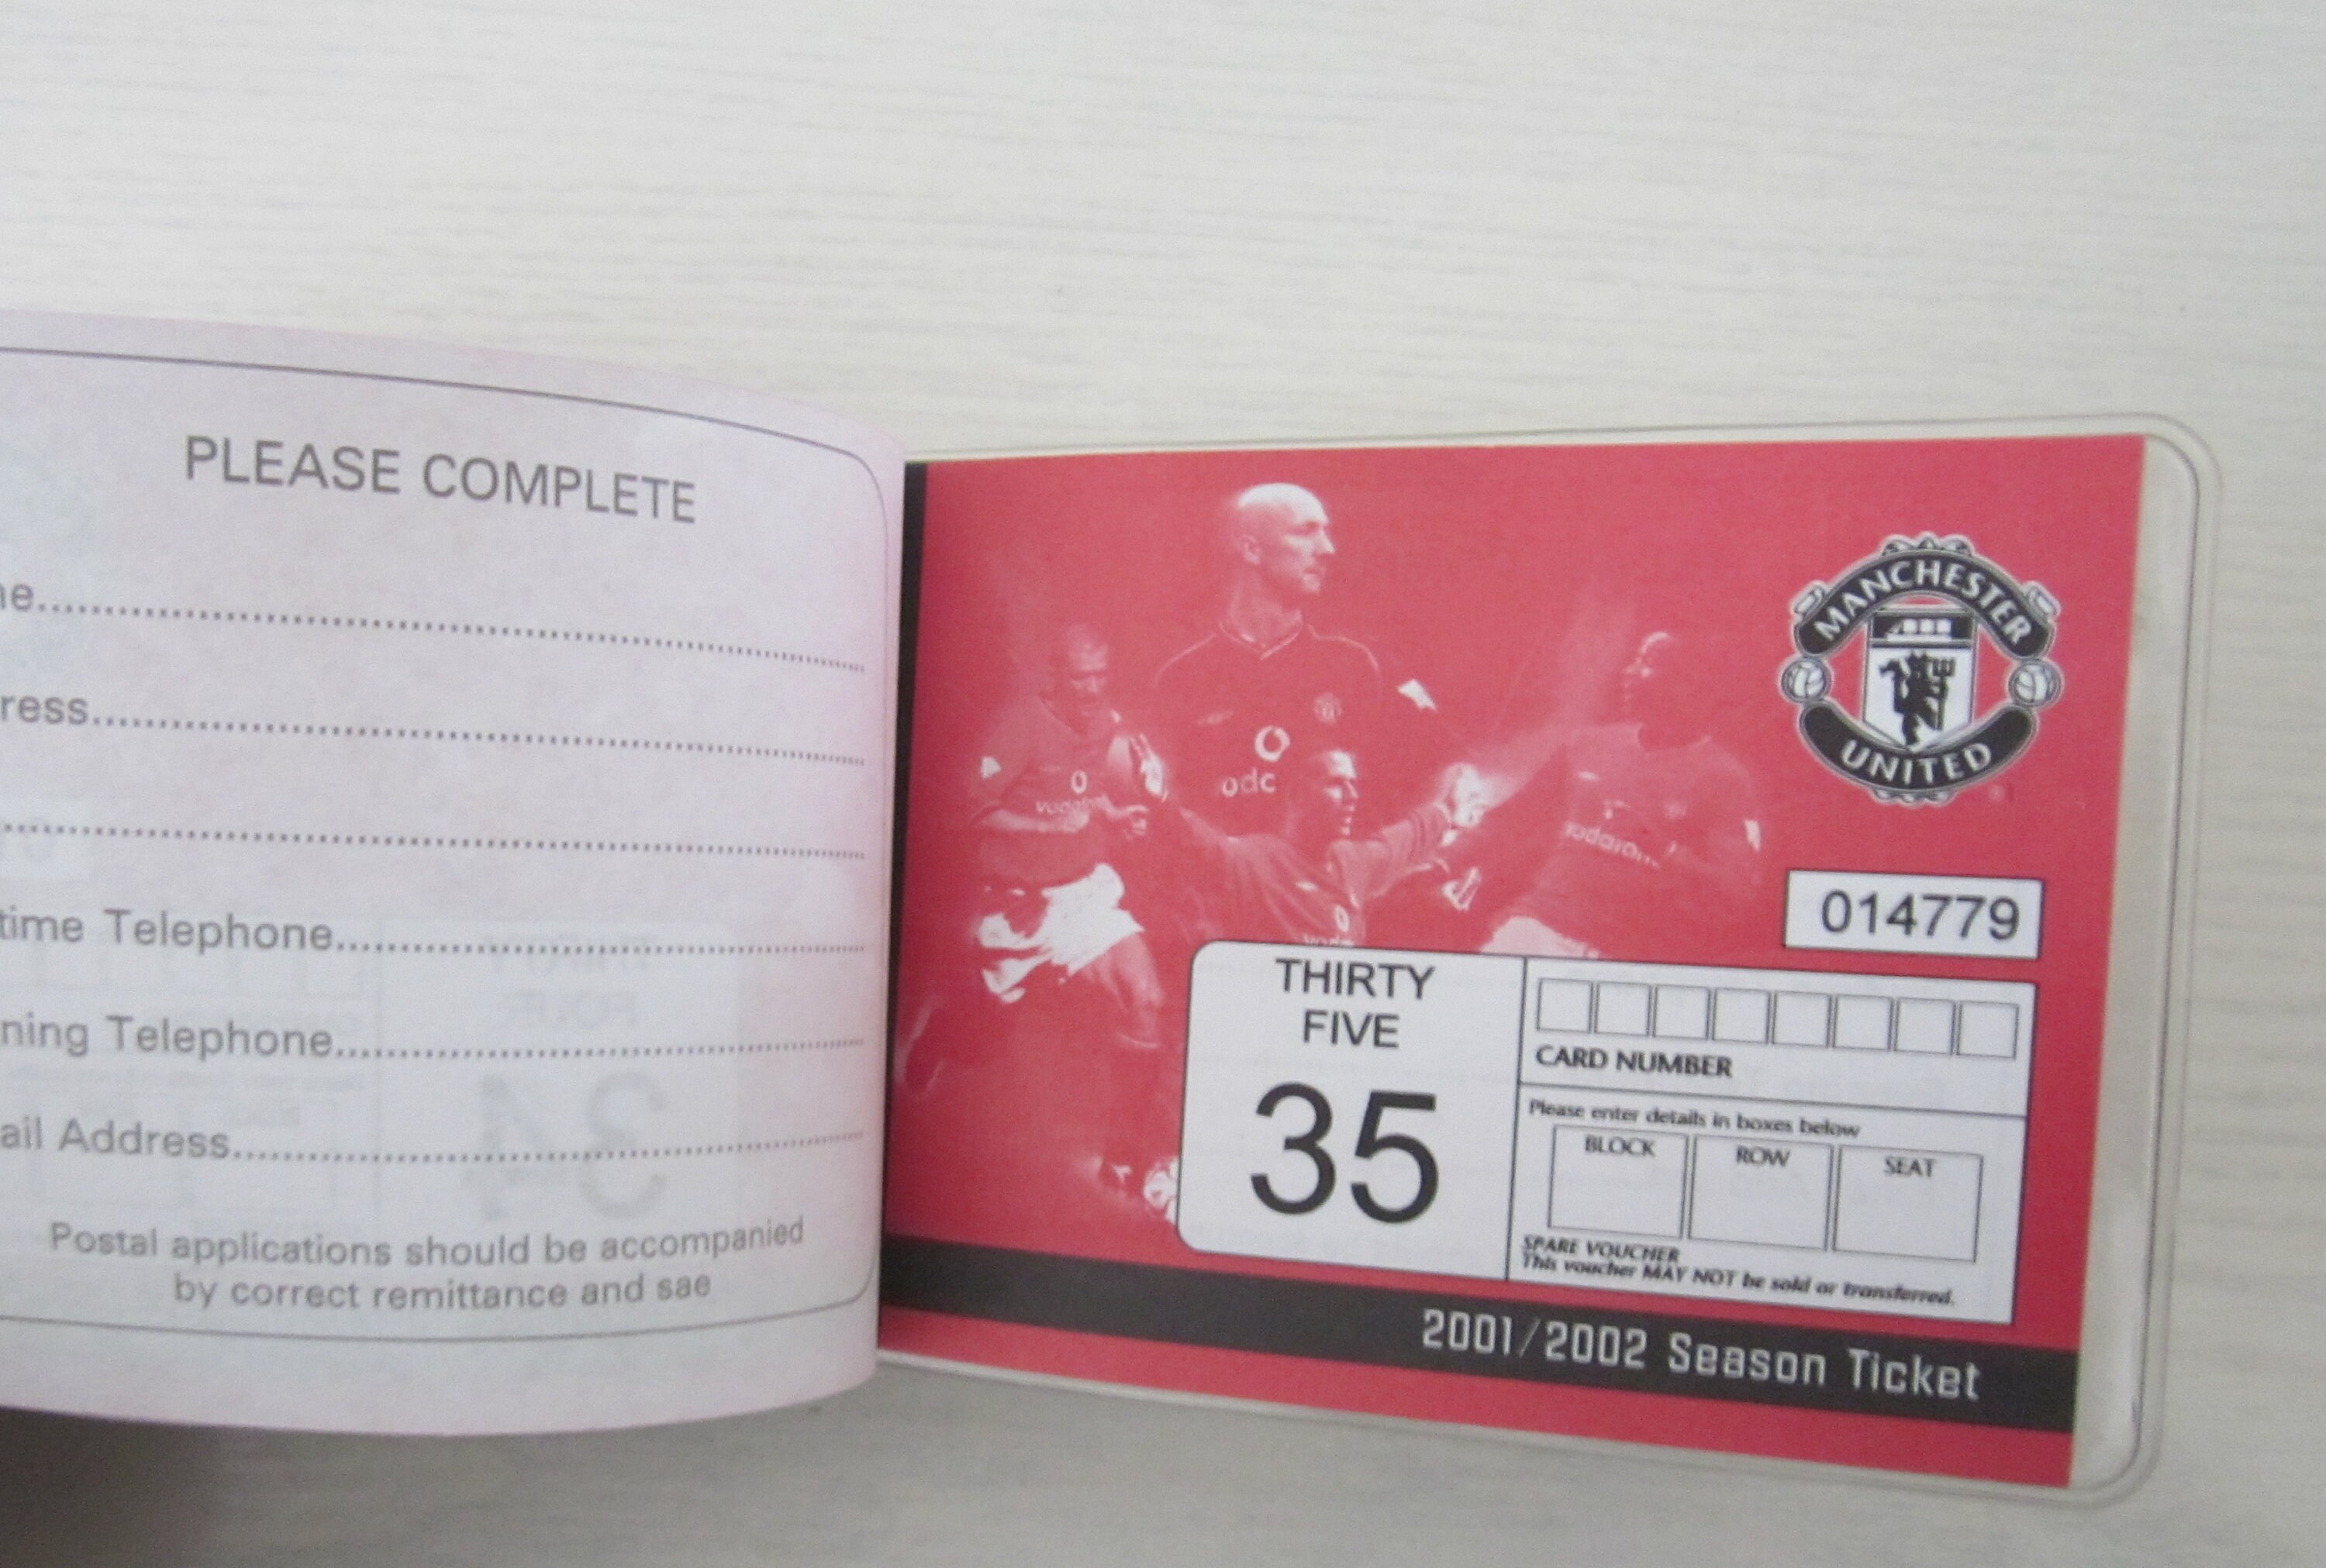 PLEASE COMPLETE
ress
time Telephone
ning Telephone
ail Address
Postal applications should be accompanied
by correct remittance and sae
MANCHESTER
UNITED
vodafone
014779
THIRTY
FIVE
35
CARD NUMBER
Please enter details in boxes below
BLOCK
ROW
SEAT
SPARE VOUCHER
This voucher MAY NOT be sold or transferred.
2001/2002 Season Ticket